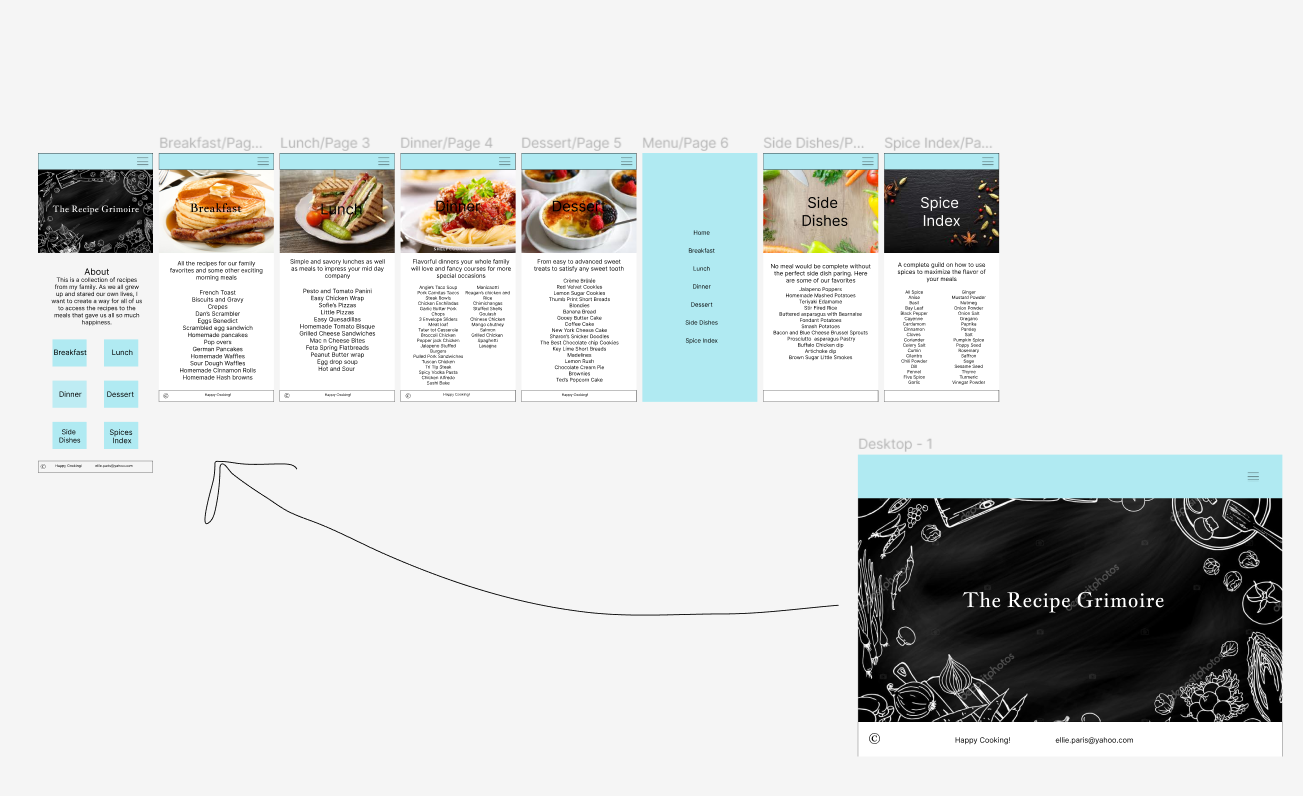 Breakfast/Pag...
Lunch/Page 3
Dinner/Page 4
Dessert/Page 5
Menu/Page 6
Side Dishes/P...
Spice Index/Pa...
The Recipe Grimoire
About
This is a collection of recipes
from my family. As we all grew
up and shared our own lives, I
want to create a way for all of us
to access the recipes to the
meals that gave us all so much
happiness.
Breakfast
Lunch
Dinner
Dessert
Side
Dishes
Spices
Index
© Happy Cooking! ellie.paris@yahoo.com
Breakfast
All the recipes for our family
favorites and some other exciting
morning meals
French Toast
Biscuits and Gravy
Crepes
Dan's Scrambler
Eggs Benedict
Scrambled egg sandwich
Homemade pancakes
Pop overs
German Pancakes
Homemade Waffles
Sour Dough Waffles
Homemade Cinnamon Rolls
Homemade Hash browns
© Happy Cooking!
Lunch
Simple and savory lunches as well
as meals to impress your mid day
company
Pesto and Tomato Panini
Easy Chicken Wrap
Sofie's Pizzas
Little Pizzas
Easy Quesadillas
Homemade Tomato Bisque
Grilled Cheese Sandwiches
Mac n Cheese Bites
Feta Spring Flatbreads
Peanut Butter wrap
Egg drop soup
Hot and Sour
© Happy Cooking!
Dinner
Flavorful dinners your whole family
will love and fancy courses for more
special occasions
Angie's Taco Soup
Pork Carnitas Tacos
Steak Bowls
Chicken Enchiladas
Garlic Butter Pork
Chops
3 Envelope Sliders
Meat loaf
Tater tot Casserole
Broccoli Chicken
Pepper jack Chicken
Jalapeno Stuffed
Burgers
Pulled Pork Sandwiches
Tuscan Chicken
Tri Tip Steak
Spicy Vodka Pasta
Chicken Alfredo
Sushi Bake
Manicotti
Reagan's chicken and
Rice
Chimichangas
Stuffed Shells
Goulash
Chinese Chicken
Mango chutney
Salmon
Grilled Chicken
Spaghetti
Lasagna
© Happy Cooking!
Dessert
From easy to advanced sweet
treats to satisfy any sweet tooth
Crème Brûlée
Red Velvet Cookies
Lemon Sugar Cookies
Thumb Print Short Breads
Blondies
Banana Bread
Gooey Butter Cake
Coffee Cake
New York Cheese Cake
Sharon's Snicker Doodles
The Best Chocolate chip Cookies
Key Lime Short Breads
Madelines
Lemon Rush
Chocolate Cream Pie
Brownies
Ted's Popcorn Cake
Happy Cooking!
Home
Breakfast
Lunch
Dinner
Dessert
Side Dishes
Spice Index
Side
Dishes
No meal would be complete without
the perfect side dish paring. Here
are some of our favorites
Jalapeno Poppers
Homemade Mashed Potatoes
Teriyaki Edamame
Stir Fired Rice
Buttered asparagus with Bearnaise
Fondant Potatoes
Smash Potatoes
Bacon and Blue Cheese Brussel Sprouts
Prosciutto asparagus Pastry
Buffalo Chicken dip
Artichoke dip
Brown Sugar Little Smokes
Spice
Index
A complete guild on how to use
spices to maximize the flavor of
your meals
All Spice
Anise
Basil
Bay Leaf
Black Pepper
Cayenne
Cardamom
Cinnamon
Cloves
Coriander
Celery Salt
Cumin
Cilantro
Chili Powder
Dill
Fennel
Five Spice
Garlic
Ginger
Mustard Powder
Nutmeg
Onion Powder
Onion Salt
Oregano
Paprika
Parsley
Salt
Pumpkin Spice
Poppy Seed
Rosemary
Saffron
Sage
Sesame Seed
Thyme
Turmeric
Vinegar Powder
Desktop - 1
The Recipe Grimoire
depositphotos
depositphotos
© Happy Cooking! ellie.paris@yahoo.com